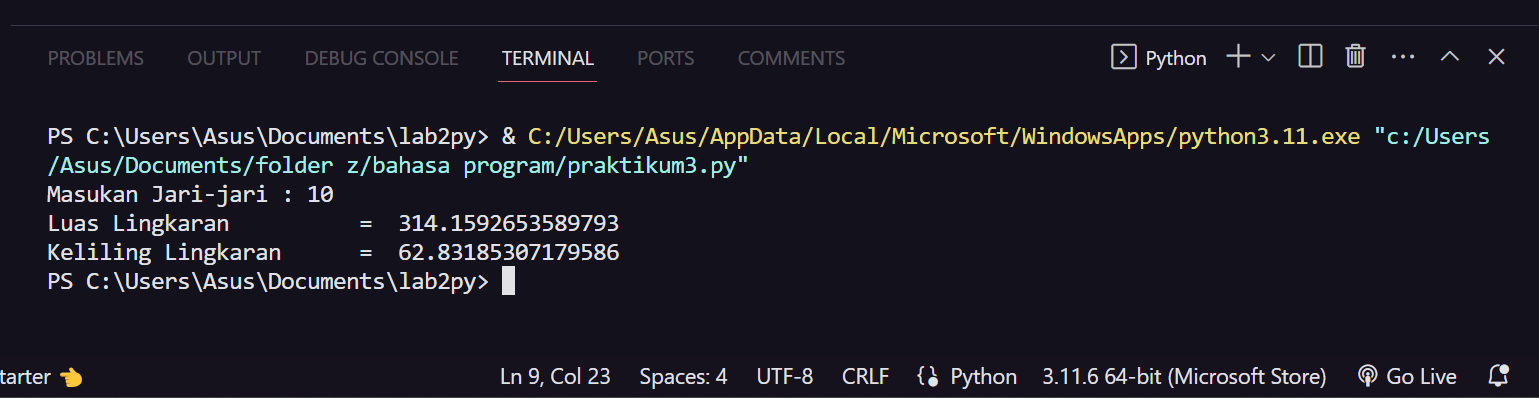 PROBLEMS OUTPUT DEBUG CONSOLE TERMINAL PORTS COMMENTS Python
PS C:\Users\Asus\Documents\lab2py> & C:/Users/Asus/AppData/Local/Microsoft/WindowsApps/python3.11.exe "c:/Users
/Asus/Documents/folder z/bahasa program/praktikum3.py"
Masukan Jari-jari : 10
Luas Lingkaran = 314.1592653589793
Keliling Lingkaran = 62.83185307179586
PS C:\Users\Asus\Documents\lab2py>
tarter 👈 Ln 9, Col 23 Spaces: 4 UTF-8 CRLF Python 3.11.6 64-bit (Microsoft Store) Go Live